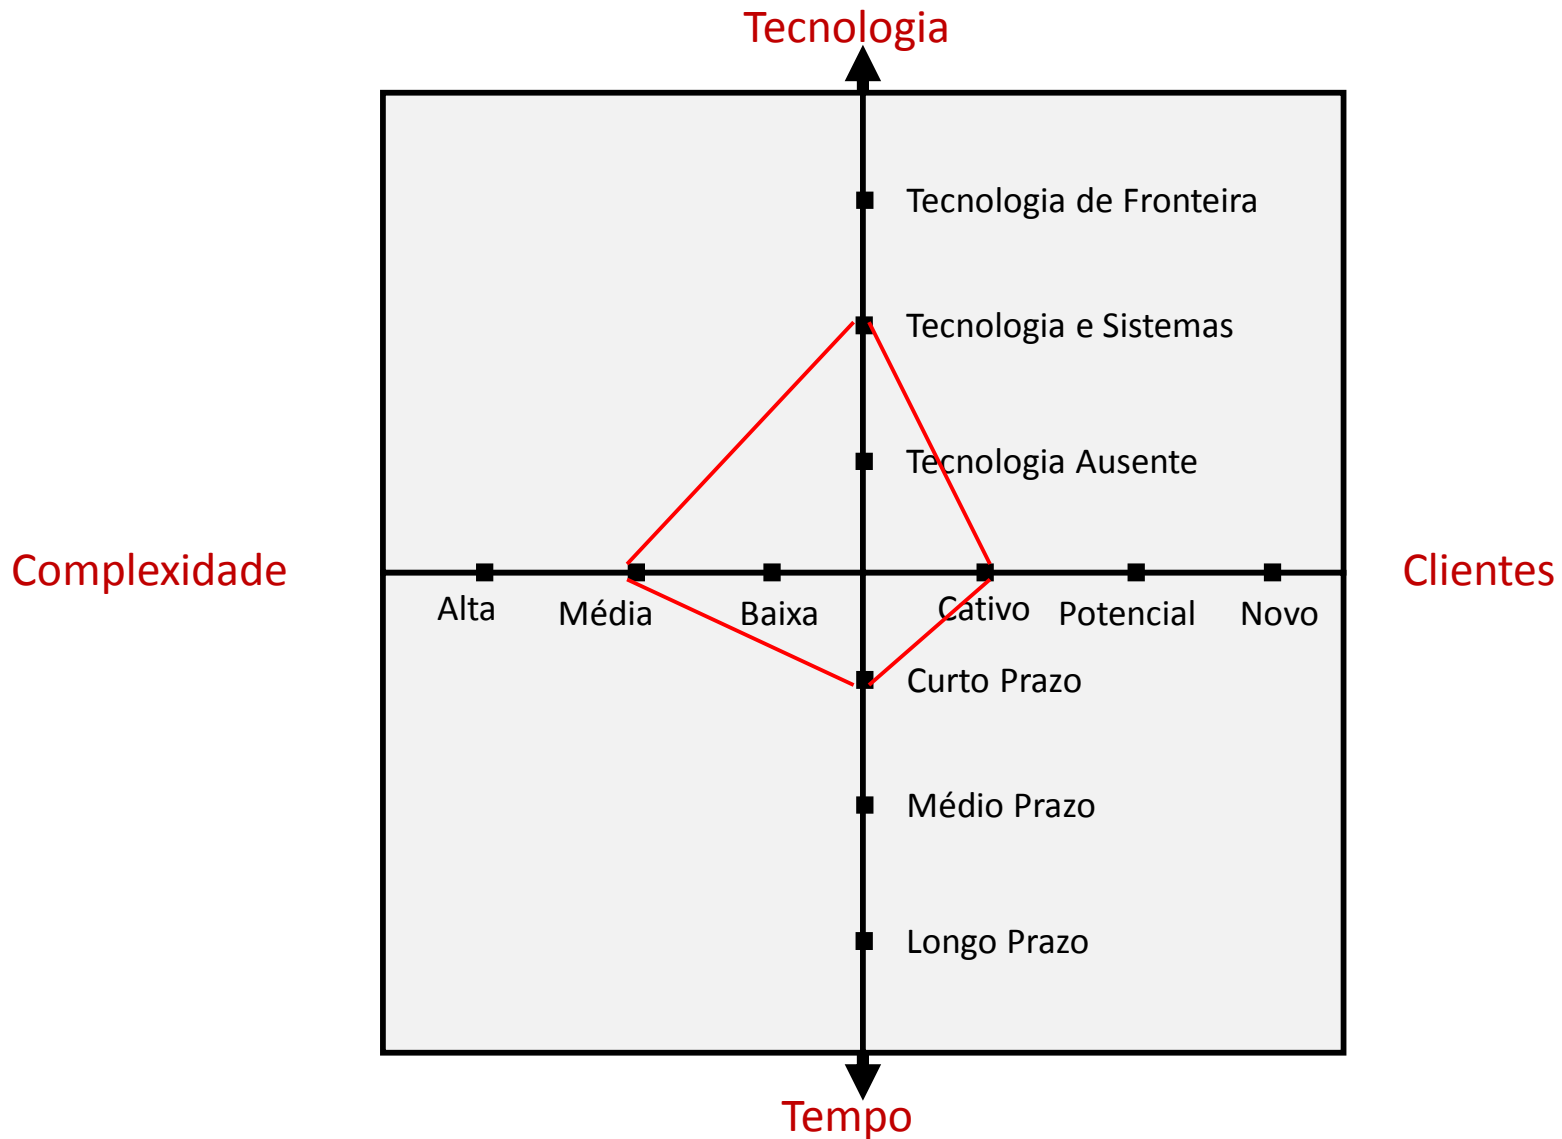 Tecnologia
Tecnologia de Fronteira
Tecnologia e Sistemas
Tecnologia Ausente
Complexidade
Clientes
Alta
Média
Baixa
Cativo
Potencial
Novo
Curto Prazo
Médio Prazo
Longo Prazo
Tempo